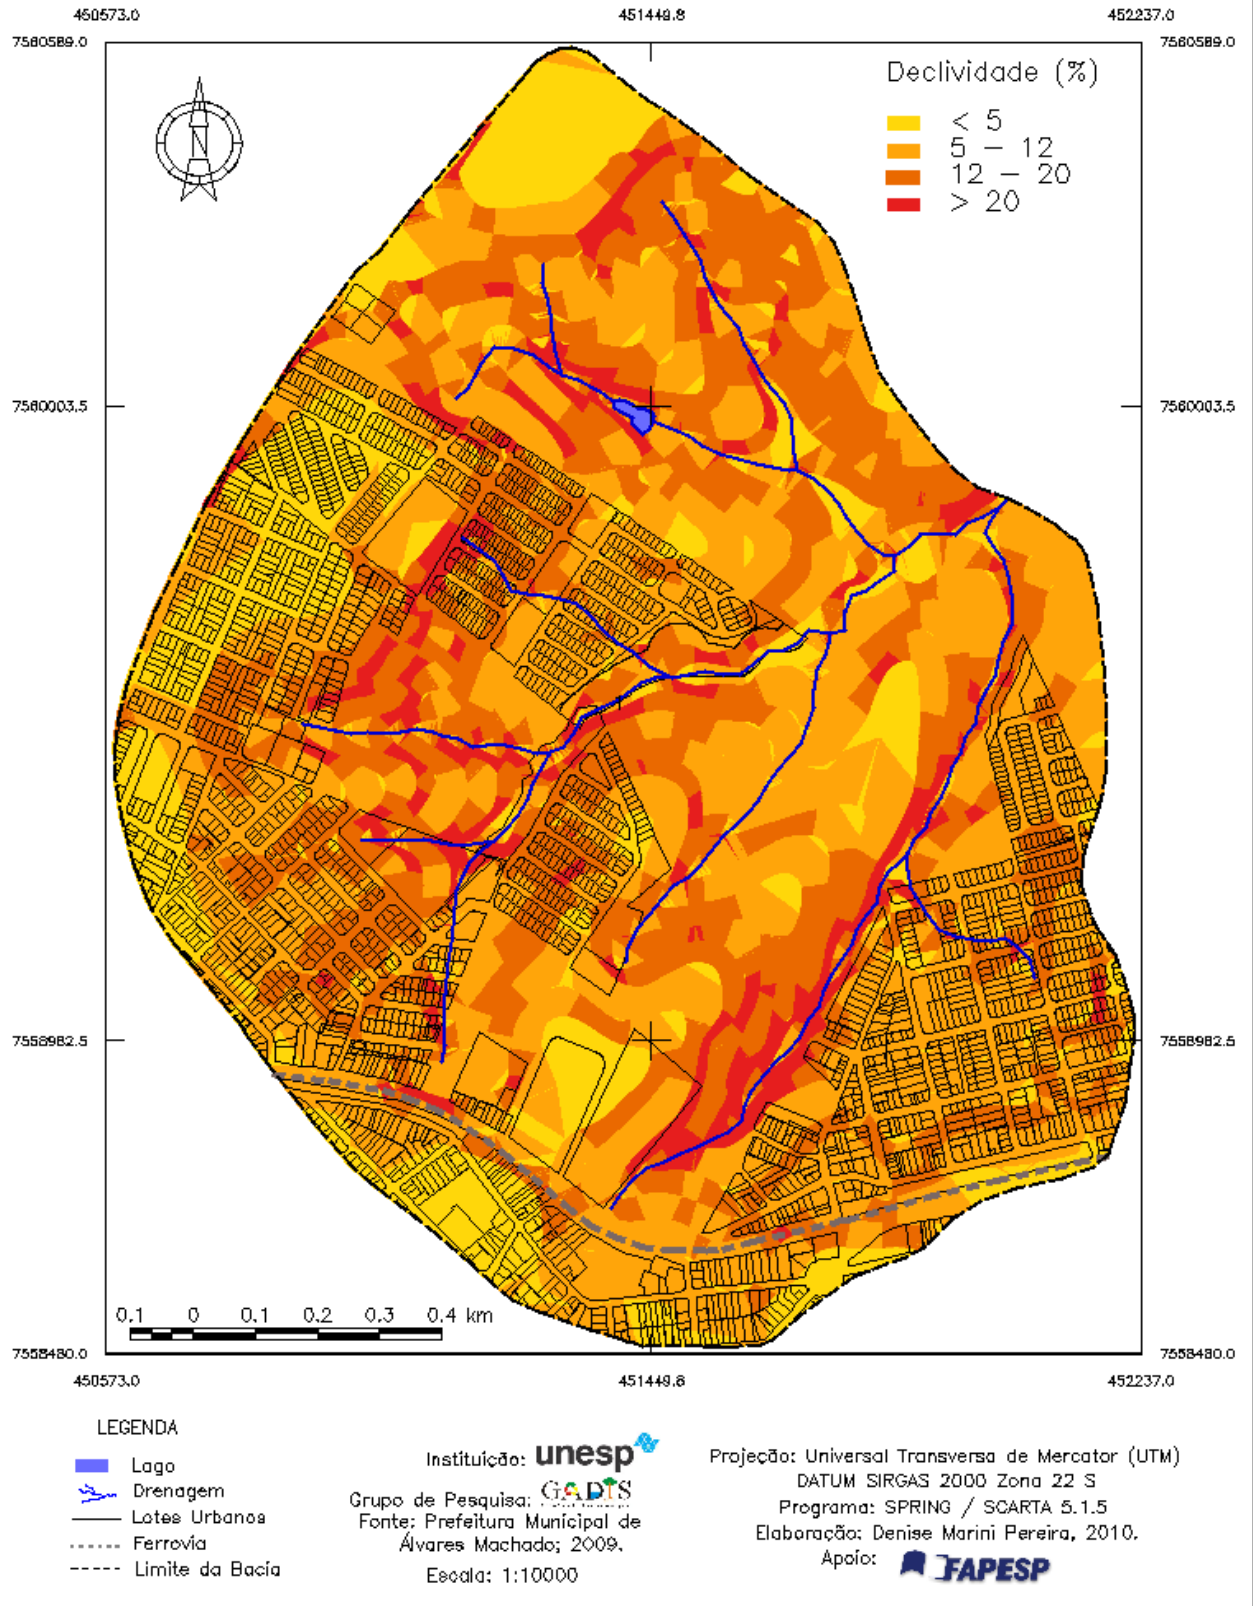 450573.0 451449.8 452237.0
7560589.0 7560589.0
Declividade (%)
< 5
5 – 12
12 – 20
> 20
N
7560003.5 7560003.5
7558982.5 7558982.5
0.1 0 0.1 0.2 0.3 0.4 km
7558480.0 7558480.0
450573.0 451449.8 452237.0
LEGENDA
Lago
Drenagem
Lotes Urbanos
Ferrovia
Limite da Bacia
Instituição: unesp
Grupo de Pesquisa: GADIS
Fonte: Prefeitura Municipal de
Álvares Machado; 2009.
Escala: 1:10000
Projeção: Universal Transversa de Mercator (UTM)
DATUM SIRGAS 2000 Zona 22 S
Programa: SPRING / SCARTA 5.1.5
Elaboração: Denise Marini Pereira, 2010.
Apoio: FAPESP